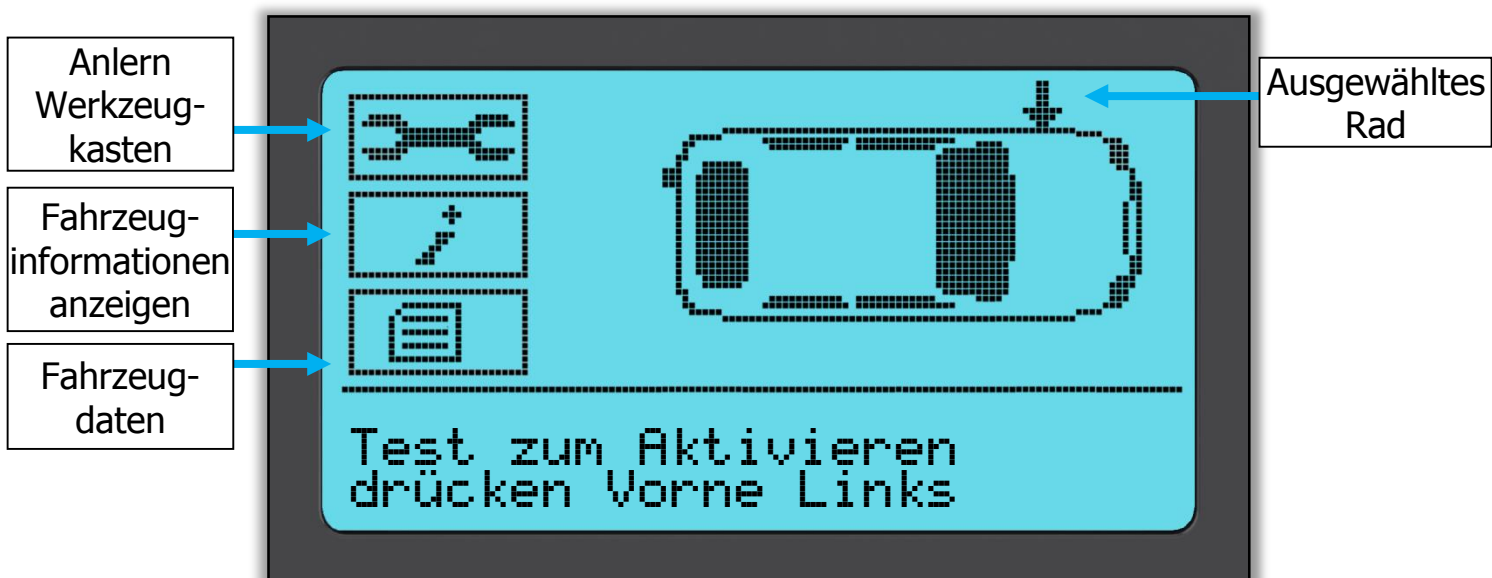 Anlern
Werkzeug-
kasten
Fahrzeug-
informationen
anzeigen
Fahrzeug-
daten
Ausgewähltes
Rad
Test zum Aktivieren
drücken Vorne Links